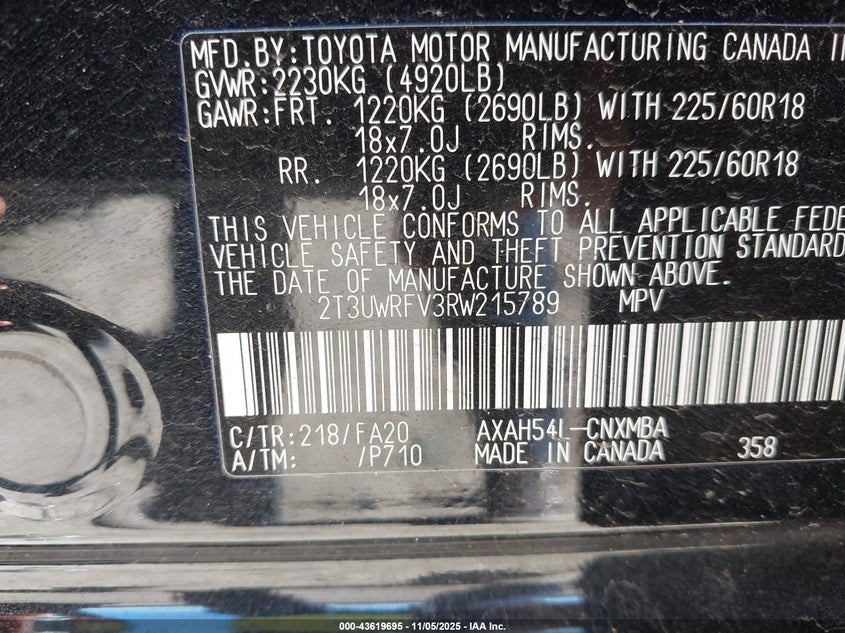 MFD.BY:TOYOTA MOTOR MANUFACTURING CANADA
GVWR:2230KG (4920LB)
GAWR:FRT. 1220KG (2690LB) WITH 225/60R18
18x7.0J RIMS.
RR. 1220KG (2690LB) WITH 225/60R18
18x7.0J RIMS.
THIS VEHICLE CONFORMS TO ALL APPLICABLE FEDE
VEHICLE SAFETY AND THEFT PREVENTION STANDARD
THE DATE OF MANUFACTURE SHOWN ABOVE.
2T3UWRFV3RW215789 MPV
C/TR:218/FA20 AXAH54L-CNXMBA
A/TM: /P710 MADE IN CANADA 358
000-43619695 - 11/05/2025 - IAA Inc.